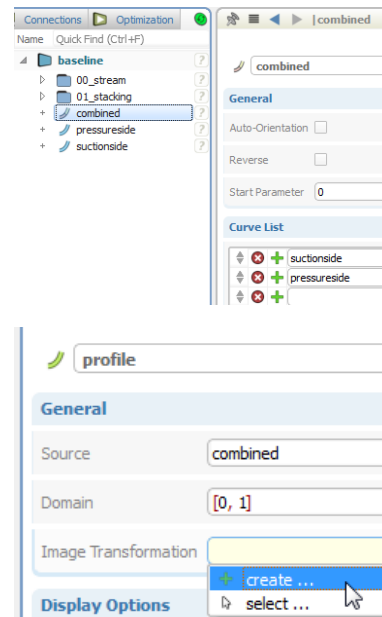 Connections Optimization
Name Quick Find (Ctrl+F)
baseline ?
00_stream ?
01_stacking ?
combined ?
pressureside ?
suctionside ?
|combined
combined
General
Auto-Orientation
Reverse
Start Parameter 0
Curve List
suctionside
pressureside
profile
General
Source combined
Domain [0, 1]
Image Transformation
create ...
select ...
Display Options